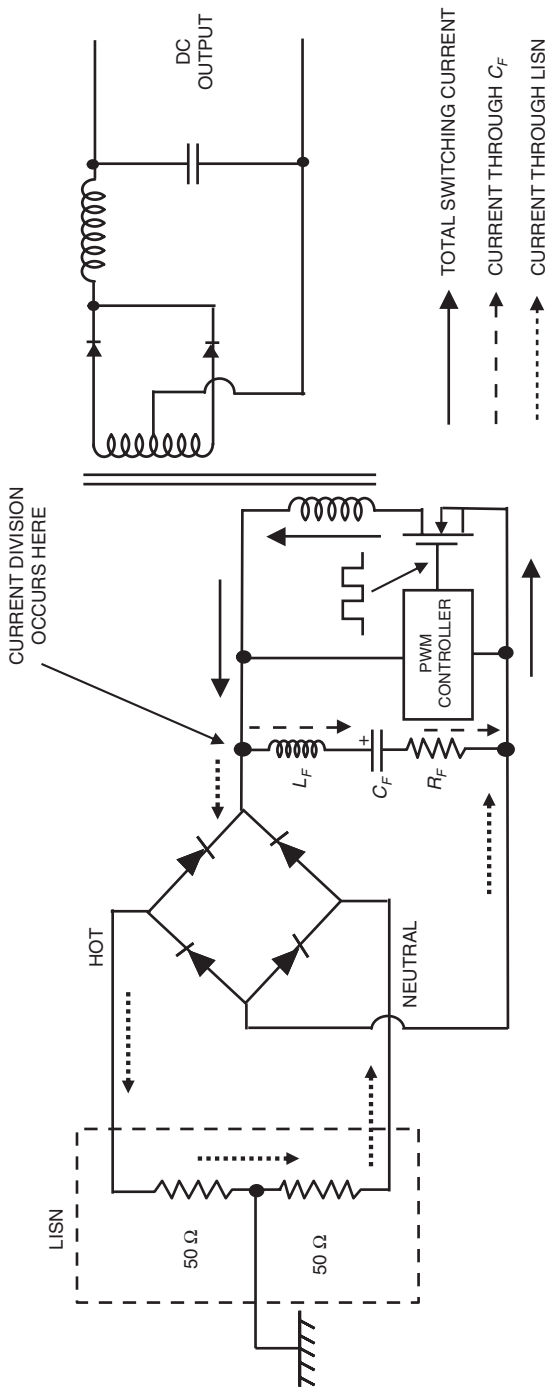 CURRENT DIVISION
OCCURS HERE
LISN
HOT
50 Ω
50 Ω
NEUTRAL
L_F
+
C_F
R_F
PWM
CONTROLLER
DC
OUTPUT
TOTAL SWITCHING CURRENT
CURRENT THROUGH C_F
CURRENT THROUGH LISN